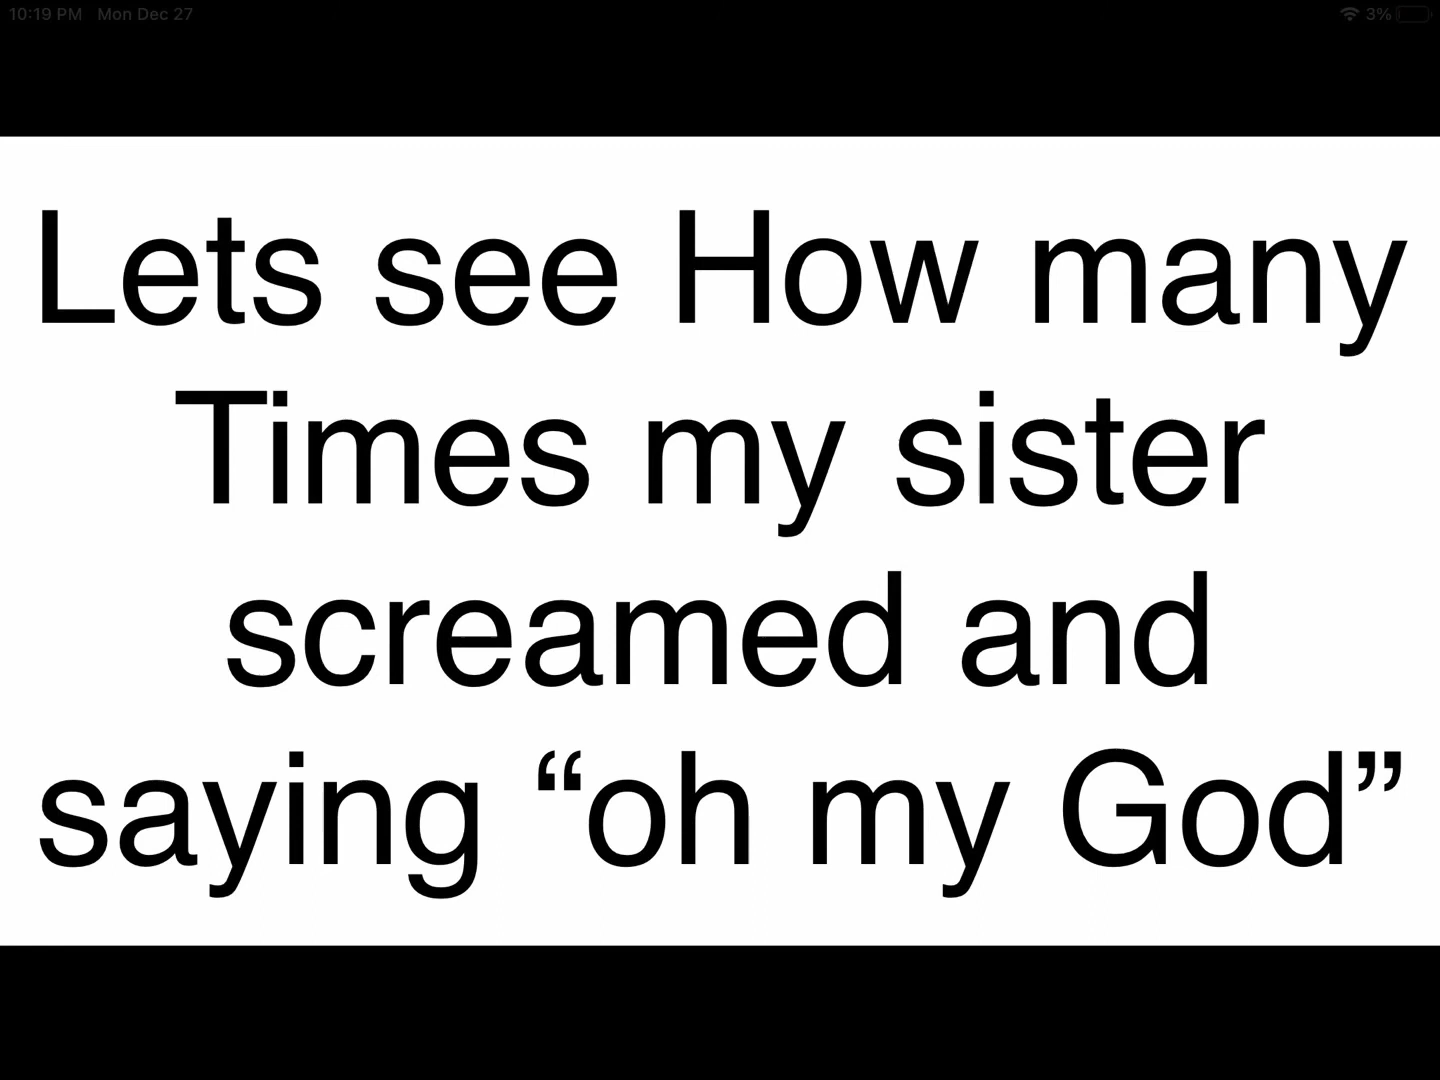 10:19 PM Mon Dec 27 3%
Lets see How many
Times my sister
screamed and
saying “oh my God”